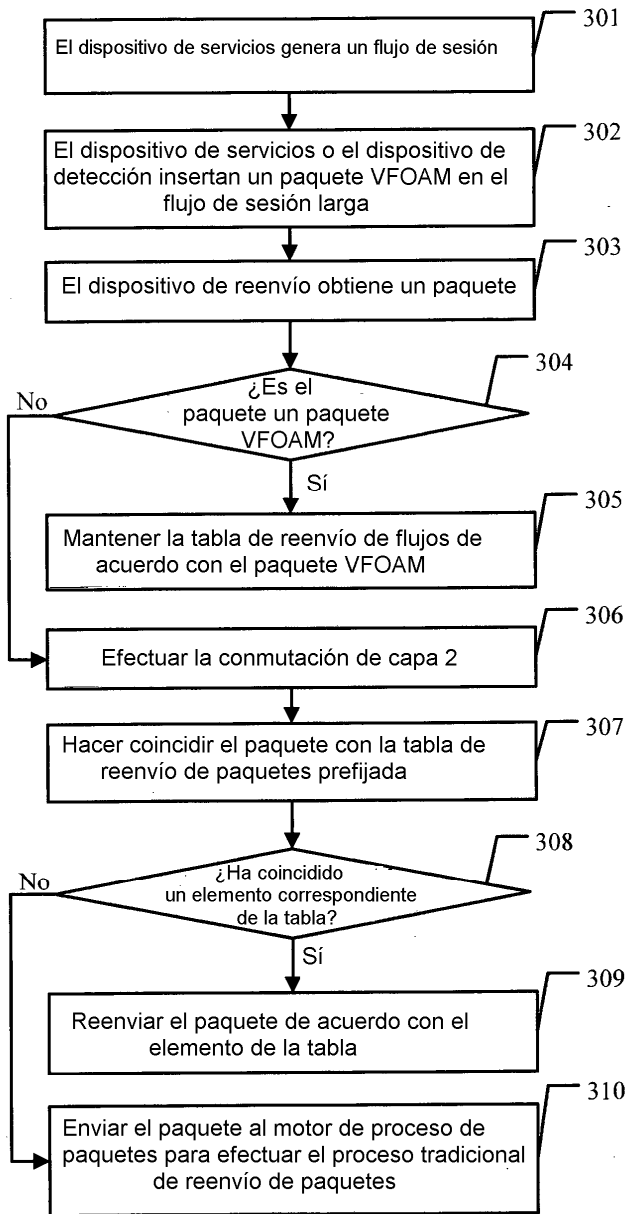 301
El dispositivo de servicios genera un flujo de sesión
302
El dispositivo de servicios o el dispositivo de
detección insertan un paquete VFOAM en el
flujo de sesión larga
303
El dispositivo de reenvío obtiene un paquete
304
¿Es el
paquete un paquete
VFOAM?
No
Sí
305
Mantener la tabla de reenvío de flujos de
acuerdo con el paquete VFOAM
306
Efectuar la conmutación de capa 2
307
Hacer coincidir el paquete con la tabla de
reenvío de paquetes prefijada
308
¿Ha coincidido
un elemento correspondiente
de la tabla?
No
Sí
309
Reenviar el paquete de acuerdo con el
elemento de la tabla
310
Enviar el paquete al motor de proceso de
paquetes para efectuar el proceso tradicional
de reenvío de paquetes